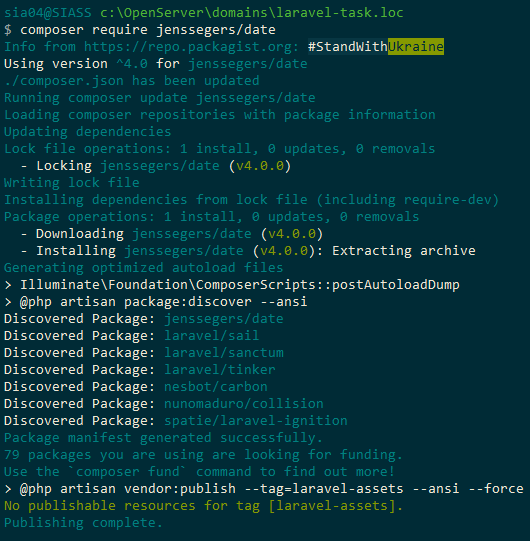 sia04@SIASS c:\OpenServer\domains\laravel-task.loc
$ composer require jenssegers/date
Info from https://repo.packagist.org: #StandWithUkraine
Using version ^4.0 for jenssegers/date
./composer.json has been updated
Running composer update jenssegers/date
Loading composer repositories with package information
Updating dependencies
Lock file operations: 1 install, 0 updates, 0 removals
  - Locking jenssegers/date (v4.0.0)
Writing lock file
Installing dependencies from lock file (including require-dev)
Package operations: 1 install, 0 updates, 0 removals
  - Downloading jenssegers/date (v4.0.0)
  - Installing jenssegers/date (v4.0.0): Extracting archive
Generating optimized autoload files
> Illuminate\Foundation\ComposerScripts::postAutoloadDump
> @php artisan package:discover --ansi
Discovered Package: jenssegers/date
Discovered Package: laravel/sail
Discovered Package: laravel/sanctum
Discovered Package: laravel/tinker
Discovered Package: nesbot/carbon
Discovered Package: nunomaduro/collision
Discovered Package: spatie/laravel-ignition
Package manifest generated successfully.
79 packages you are using are looking for funding.
Use the `composer fund` command to find out more!
> @php artisan vendor:publish --tag=laravel-assets --ansi --force
No publishable resources for tag [laravel-assets].
Publishing complete.